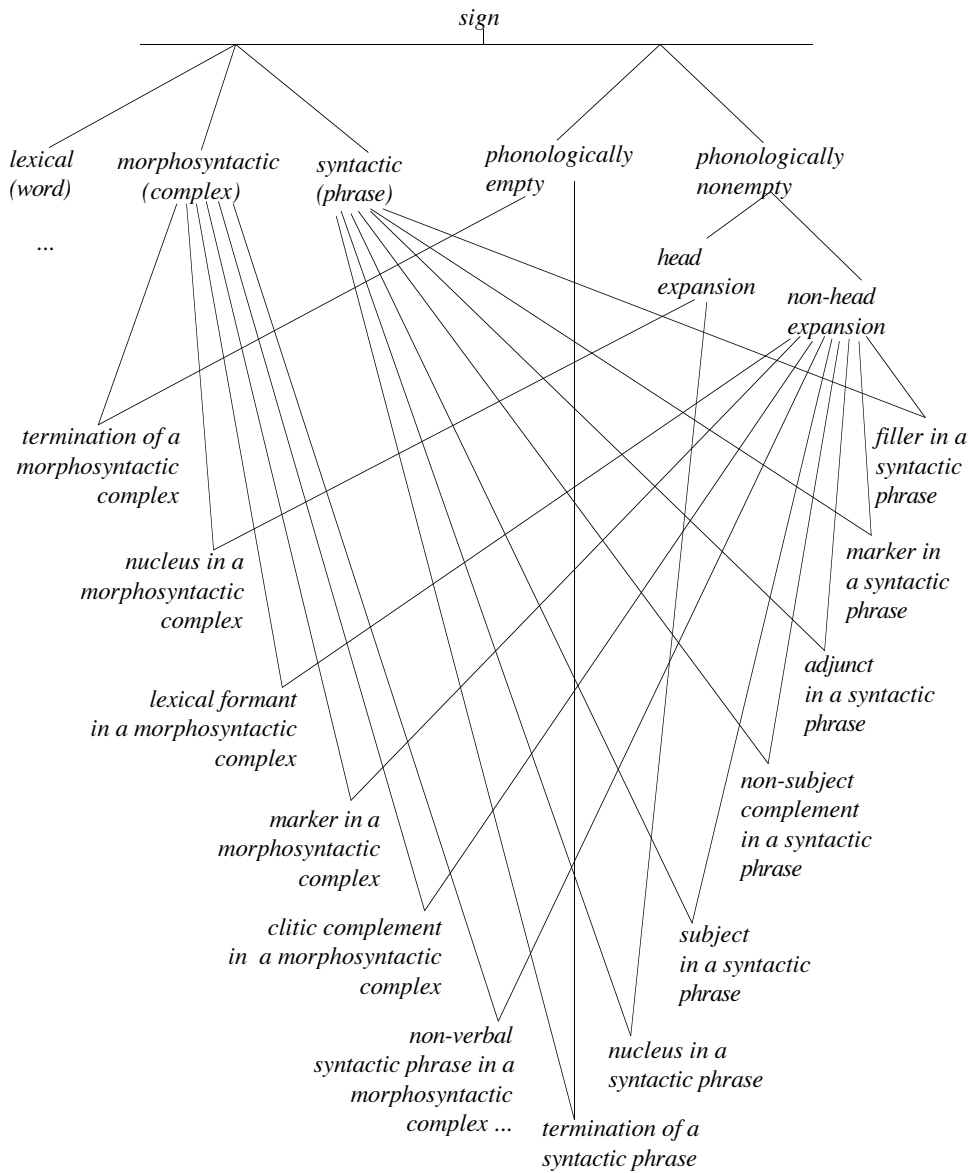 sign
lexical
(word)
...
morphosyntactic
(complex)
syntactic
(phrase)
phonologically
empty
phonologically
nonempty
head
expansion
non-head
expansion
termination of a
morphosyntactic
complex
filler in a
syntactic
phrase
nucleus in a
morphosyntactic
complex
marker in
a syntactic
phrase
lexical formant
in a morphosyntactic
complex
adjunct
in a syntactic
phrase
marker in a
morphosyntactic
complex
non-subject
complement
in a syntactic
phrase
clitic complement
in a morphosyntactic
complex
subject
in a syntactic
phrase
non-verbal
syntactic phrase in a
morphosyntactic
complex ...
nucleus in a
syntactic phrase
termination of a
syntactic phrase